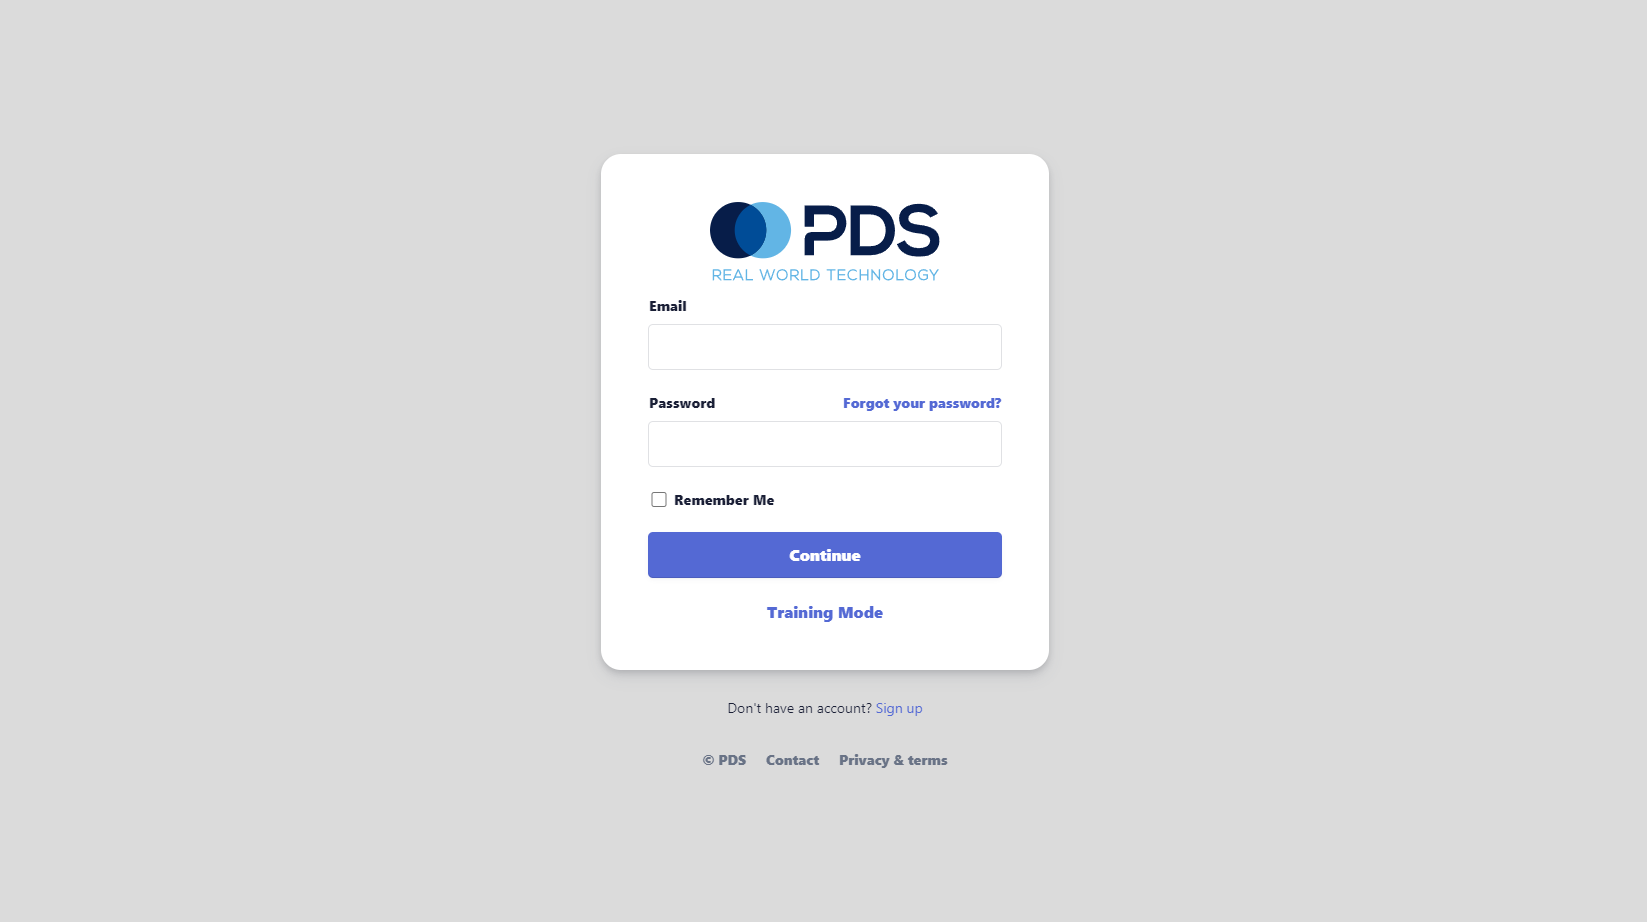 PDS
REAL WORLD TECHNOLOGY
Email
Password Forgot your password?
Remember Me
Continue
Training Mode
Don't have an account? Sign up
© PDS Contact Privacy & terms